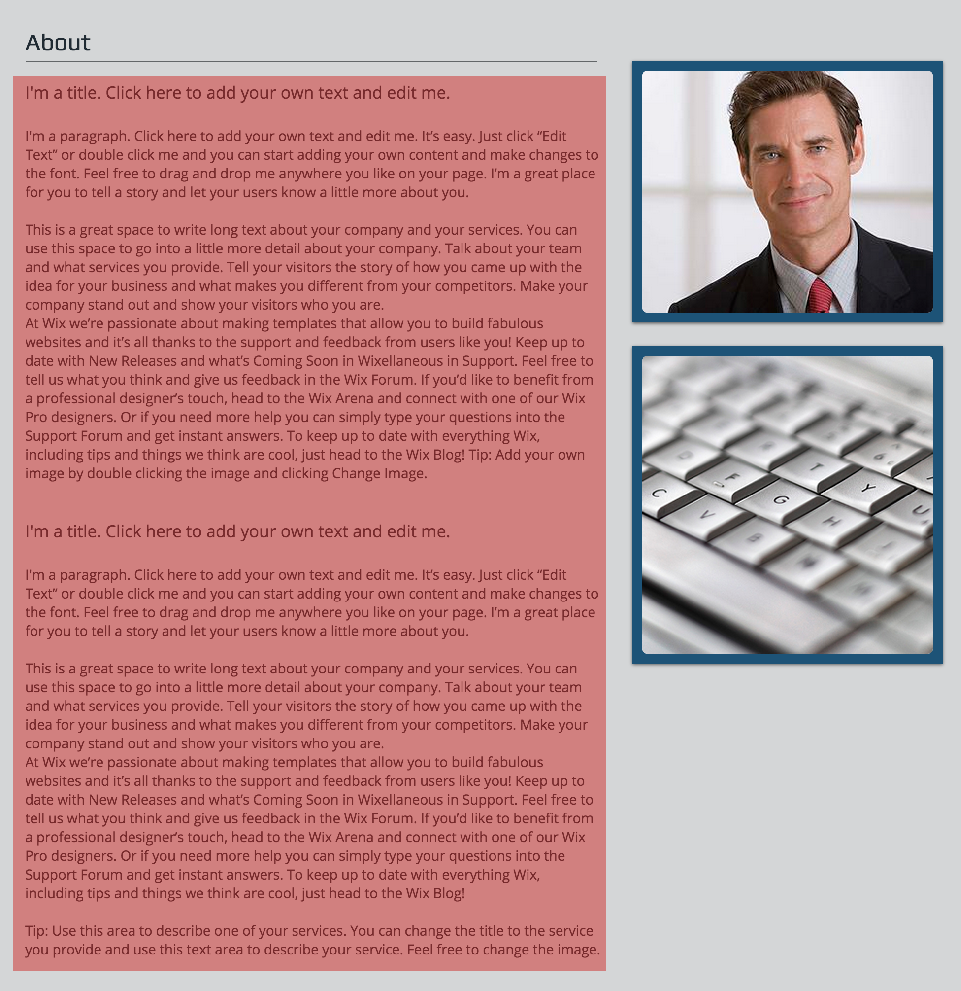 About
I'm a title. Click here to add your own text and edit me.
I'm a paragraph. Click here to add your own text and edit me. It's easy. Just click “Edit
Text” or double click me and you can start adding your own content and make changes to
the font. Feel free to drag and drop me anywhere you like on your page. I'm a great place
for you to tell a story and let your users know a little more about you.
This is a great space to write long text about your company and your services. You can
use this space to go into a little more detail about your company. Talk about your team
and what services you provide. Tell your visitors the story of how you came up with the
idea for your business and what makes you different from your competitors. Make your
company stand out and show your visitors who you are.
At Wix we’re passionate about making templates that allow you to build fabulous
websites and it’s all thanks to the support and feedback from users like you! Keep up to
date with New Releases and what’s Coming Soon in Wixellaneous in Support. Feel free to
tell us what you think and give us feedback in the Wix Forum. If you’d like to benefit from
a professional designer’s touch, head to the Wix Arena and connect with one of our Wix
Pro designers. Or if you need more help you can simply type your questions into the
Support Forum and get instant answers. To keep up to date with everything Wix,
including tips and things we think are cool, just head to the Wix Blog! Tip: Add your own
image by double clicking the image and clicking Change Image.
I'm a title. Click here to add your own text and edit me.
I'm a paragraph. Click here to add your own text and edit me. It's easy. Just click “Edit
Text” or double click me and you can start adding your own content and make changes to
the font. Feel free to drag and drop me anywhere you like on your page. I’m a great place
for you to tell a story and let your users know a little more about you.
This is a great space to write long text about your company and your services. You can
use this space to go into a little more detail about your company. Talk about your team
and what services you provide. Tell your visitors the story of how you came up with the
idea for your business and what makes you different from your competitors. Make your
company stand out and show your visitors who you are.
At Wix we’re passionate about making templates that allow you to build fabulous
websites and it’s all thanks to the support and feedback from users like you! Keep up to
date with New Releases and what’s Coming Soon in Wixellaneous in Support. Feel free to
tell us what you think and give us feedback in the Wix Forum. If you’d like to benefit from
a professional designer’s touch, head to the Wix Arena and connect with one of our Wix
Pro designers. Or if you need more help you can simply type your questions into the
Support Forum and get instant answers. To keep up to date with everything Wix,
including tips and things we think are cool, just head to the Wix Blog!
Tip: Use this area to describe one of your services. You can change the title to the service
you provide and use this text area to describe your service. Feel free to change the image.
D F G H
R T Y U
C V B N M